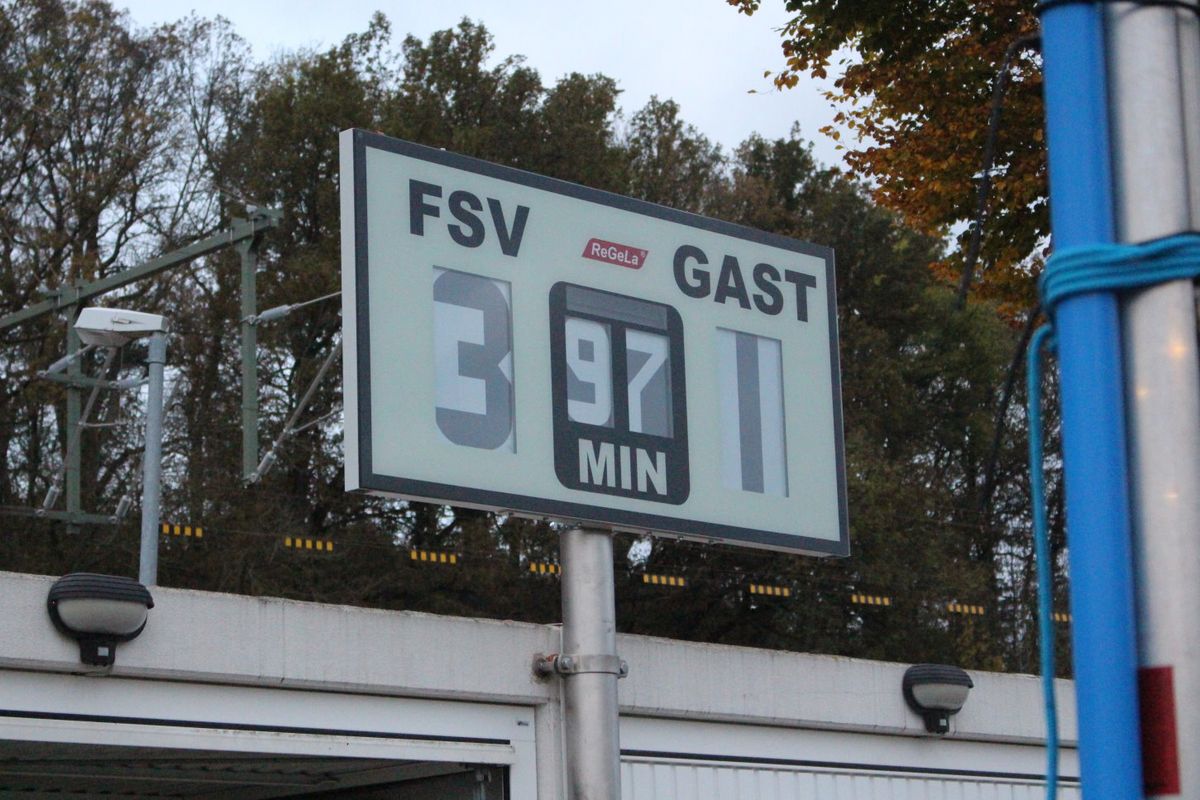 FSV
ReGeLa®
GAST
3
97
1
MIN